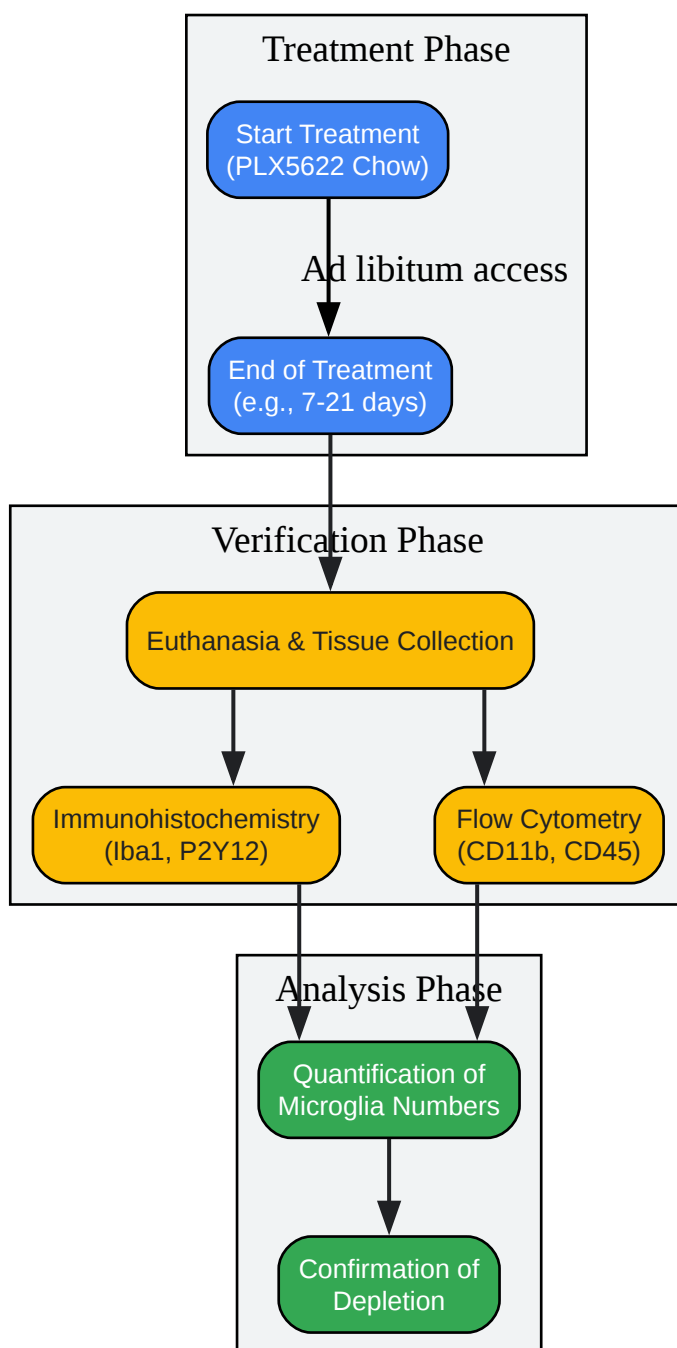 Treatment Phase
Start Treatment
(PLX5622 Chow)
Ad libitum access
End of Treatment
(e.g., 7-21 days)
Verification Phase
Euthanasia & Tissue Collection
Immunohistochemistry
(Iba1, P2Y12)
Flow Cytometry
(CD11b, CD45)
Analysis Phase
Quantification of
Microglia Numbers
Confirmation of
Depletion